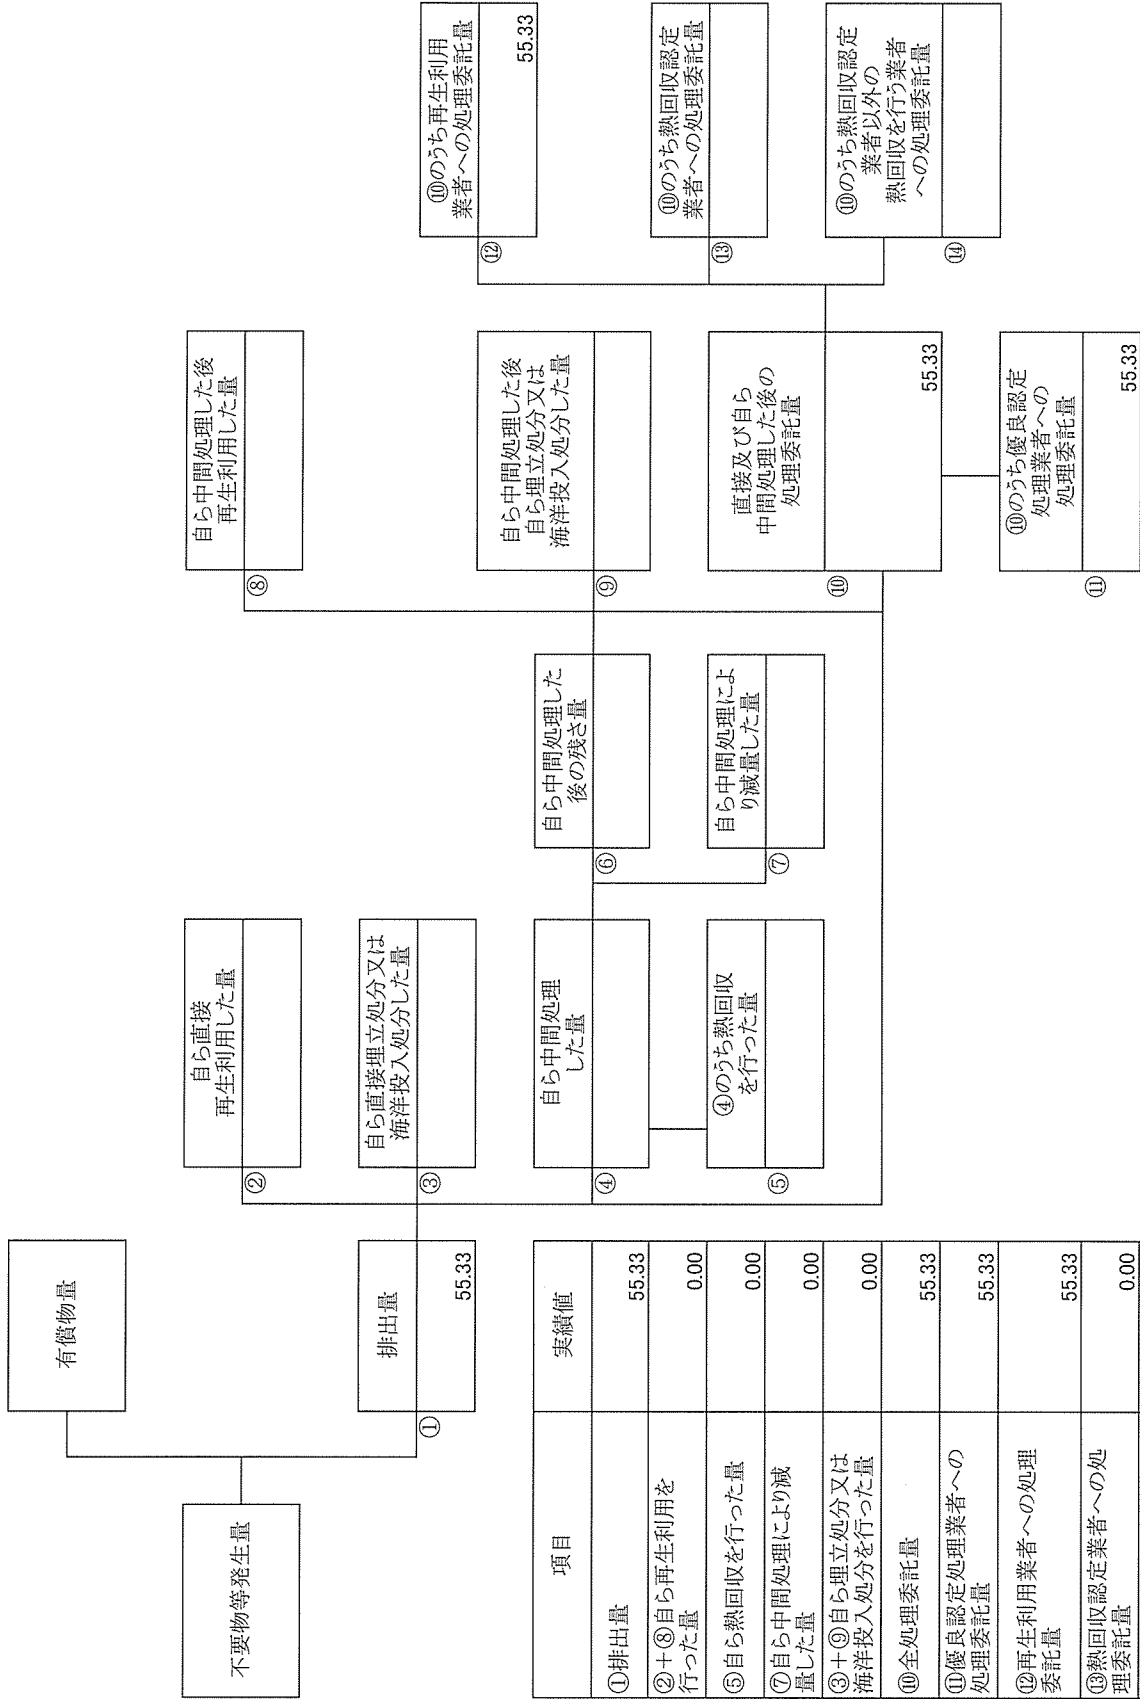 不要物等発生量
有償物量
①
排出量
55.33
②
自ら直接
再生利用した量
③
自ら直接埋立処分又は
海洋投入処分した量
④
自ら中間処理
した量
⑤
④のうち熱回収
を行った量
⑥
自ら中間処理した
後の残さ量
⑦
自ら中間処理によ
り減量した量
⑧
自ら中間処理した後
再生利用した量
⑨
自ら中間処理した後
自ら埋立処分又は
海洋投入処分した量
⑩
直接及び自ら
中間処理した後の
処理委託量
55.33
⑪
⑩のうち優良認定
処理業者への
処理委託量
55.33
⑫
⑩のうち再生利用
業者への処理委託量
55.33
⑬
⑩のうち熱回収認定
業者への処理委託量
⑭
⑩のうち熱回収認定
業者以外の
熱回収を行う業者
への処理委託量
項目 実績値
①排出量 55.33
②+⑧自ら再生利用を
行った量 0.00
⑤自ら熱回収を行った量 0.00
⑦自ら中間処理により減
量した量 0.00
③+⑨自ら埋立処分又は
海洋投入処分を行った量 0.00
⑩全処理委託量 55.33
⑪優良認定処理業者への
処理委託量 55.33
⑫再生利用業者への処理
委託量 55.33
⑬熱回収認定業者への処
理委託量 0.00